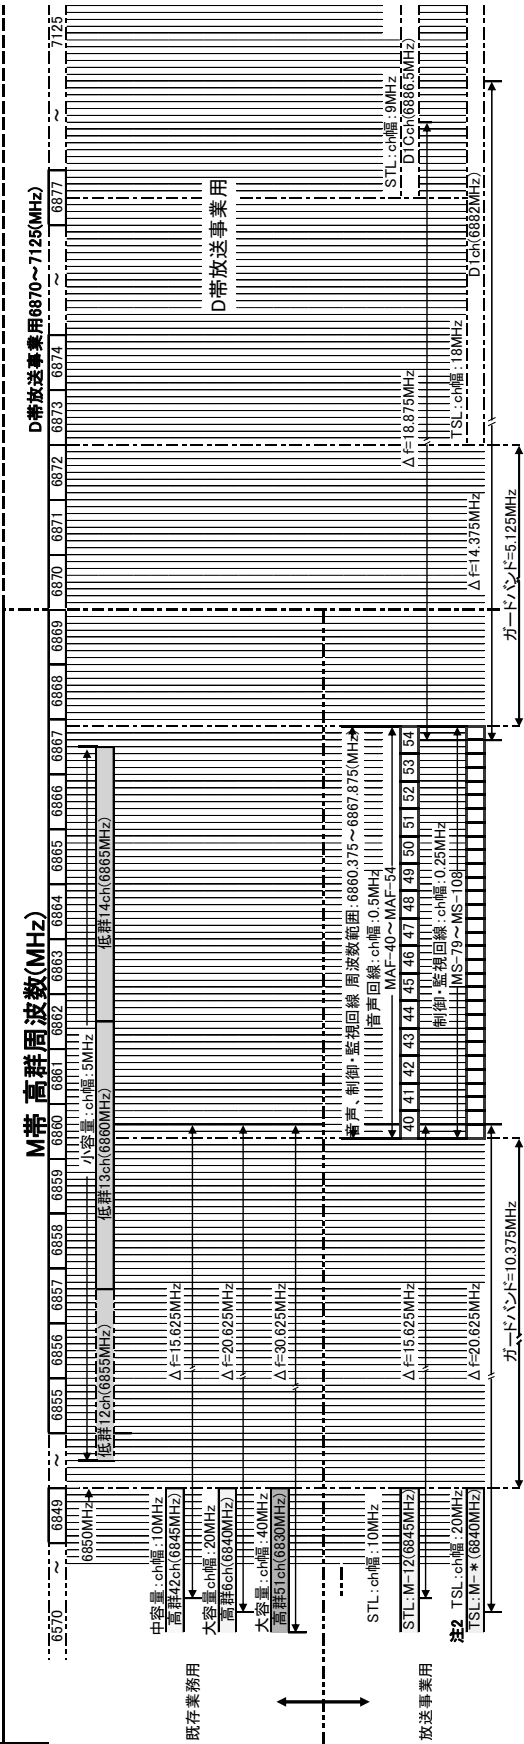 M帯 高群周波数(MHz)
D帯放送事業用6870～7125(MHz)
6570 ～ 6849 ～ 6855 6856 6857 6858 6859 6860 6861 6862 6863 6864 6865 6866 6867 6868 6869 6870 6871 6872 6873 6874 ～ 6877 ～ 7125
6850MHz
小容量:ch幅:5MHz
低群12ch(6855MHz) 低群13ch(6860MHz) 低群14ch(6865MHz)
既存業務用
中容量:ch幅:10MHz
高群42ch(6845MHz)
Δf=15.625MHz
大容量ch幅:20MHz
高群6ch(6840MHz)
Δf=20.625MHz
大容量:ch幅:40MHz
高群51ch(6830MHz)
Δf=30.625MHz
D帯放送事業用
放送事業用
音声、制御・監視回線 周波数範囲:6860.375～6867.875(MHz)
音声回線:ch幅:0.5MHz
MAF-40～MAF-54
STL:ch幅:10MHz
STL:ch幅:9MHz
STL:M-12(6845MHz)
Δf=15.625MHz
40 41 42 43 44 45 46 47 48 49 50 51 52 53 54
Δf=18.875MHz
D1Cch(6886.5MHz)
制御・監視回線:ch幅:0.25MHz
MS-79～MS-108
注2 TSL:ch幅:20MHz
TSL:ch幅:18MHz
TSL:M-*(6840MHz)
Δf=20.625MHz
Δf=14.375MHz
D1ch(6882MHz)
ガードバンド=10.375MHz
ガードバンド=5.125MHz